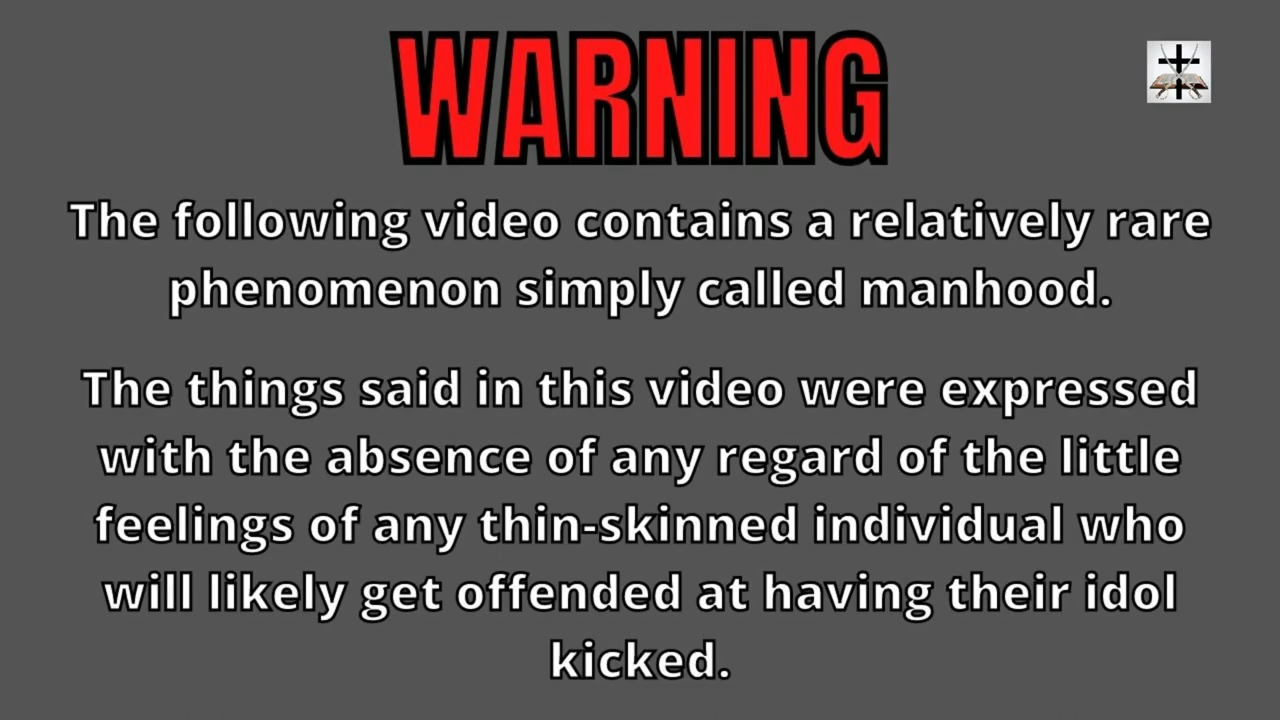 WARNING
The following video contains a relatively rare
phenomenon simply called manhood.
The things said in this video were expressed
with the absence of any regard of the little
feelings of any thin-skinned individual who
will likely get offended at having their idol
kicked.